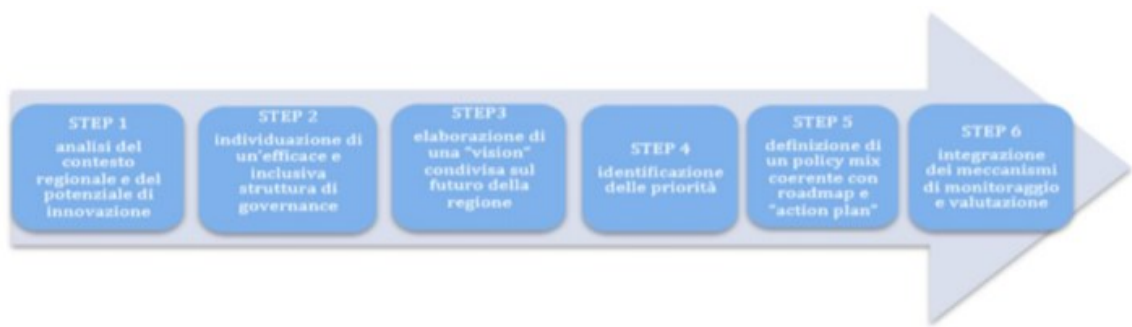 STEP 1
analisi del
contesto
regionale e del
potenziale di
innovazione
STEP 2
individuazione di
un'efficace e
inclusiva
struttura di
governance
STEP3
elaborazione di
una "vision"
condivisa sul
futuro della
regione
STEP 4
identificazione
delle priorità
STEP 5
definizione di
un policy mix
coerente con
roadmap e
"action plan"
STEP 6
integrazione
dei meccanismi
di monitoraggio
e valutazione